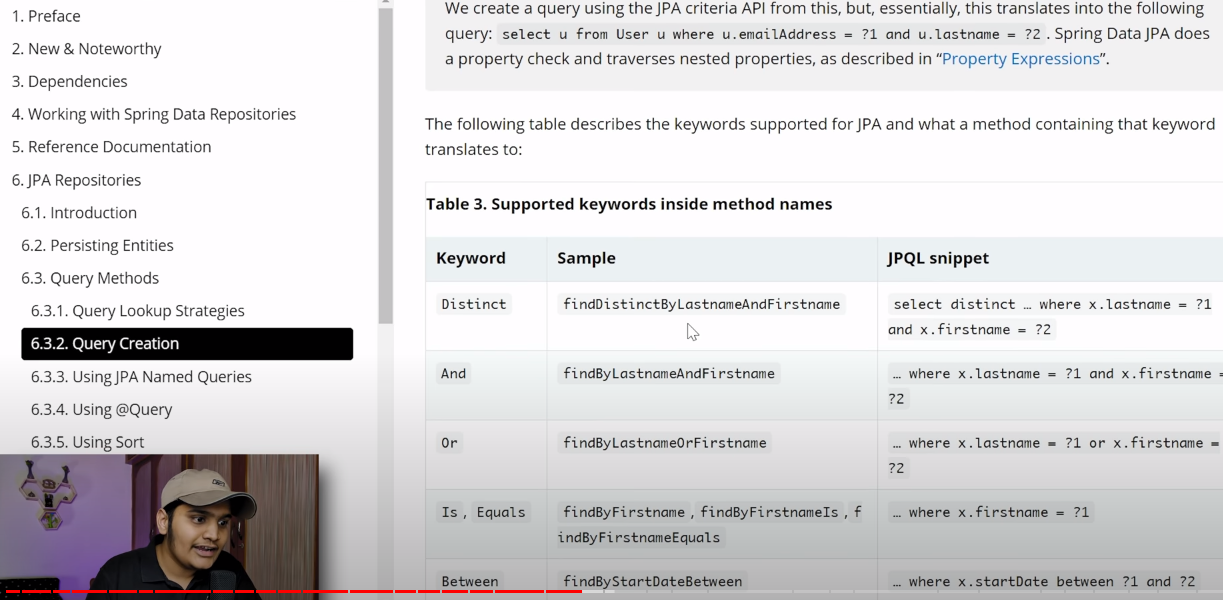 1. Preface
2. New & Noteworthy
3. Dependencies
4. Working with Spring Data Repositories
5. Reference Documentation
6. JPA Repositories
6.1. Introduction
6.2. Persisting Entities
6.3. Query Methods
6.3.1. Query Lookup Strategies
6.3.2. Query Creation
6.3.3. Using JPA Named Queries
6.3.4. Using @Query
6.3.5. Using Sort
We create a query using the JPA criteria API from this, but, essentially, this translates into the following
query: select u from User u where u.emailAddress = ?1 and u.lastname = ?2 . Spring Data JPA does
a property check and traverses nested properties, as described in “Property Expressions”.
The following table describes the keywords supported for JPA and what a method containing that keyword
translates to:
Table 3. Supported keywords inside method names
Keyword Sample JPQL snippet
Distinct findDistinctByLastnameAndFirstname select distinct … where x.lastname = ?1
and x.firstname = ?2
And findByLastnameAndFirstname … where x.lastname = ?1 and x.firstname =
?2
Or findByLastnameOrFirstname … where x.lastname = ?1 or x.firstname =
?2
Is , Equals findByFirstname , findByFirstnameIs , f … where x.firstname = ?1
indByFirstnameEquals
Between findByStartDateBetween … where x.startDate between ?1 and ?2